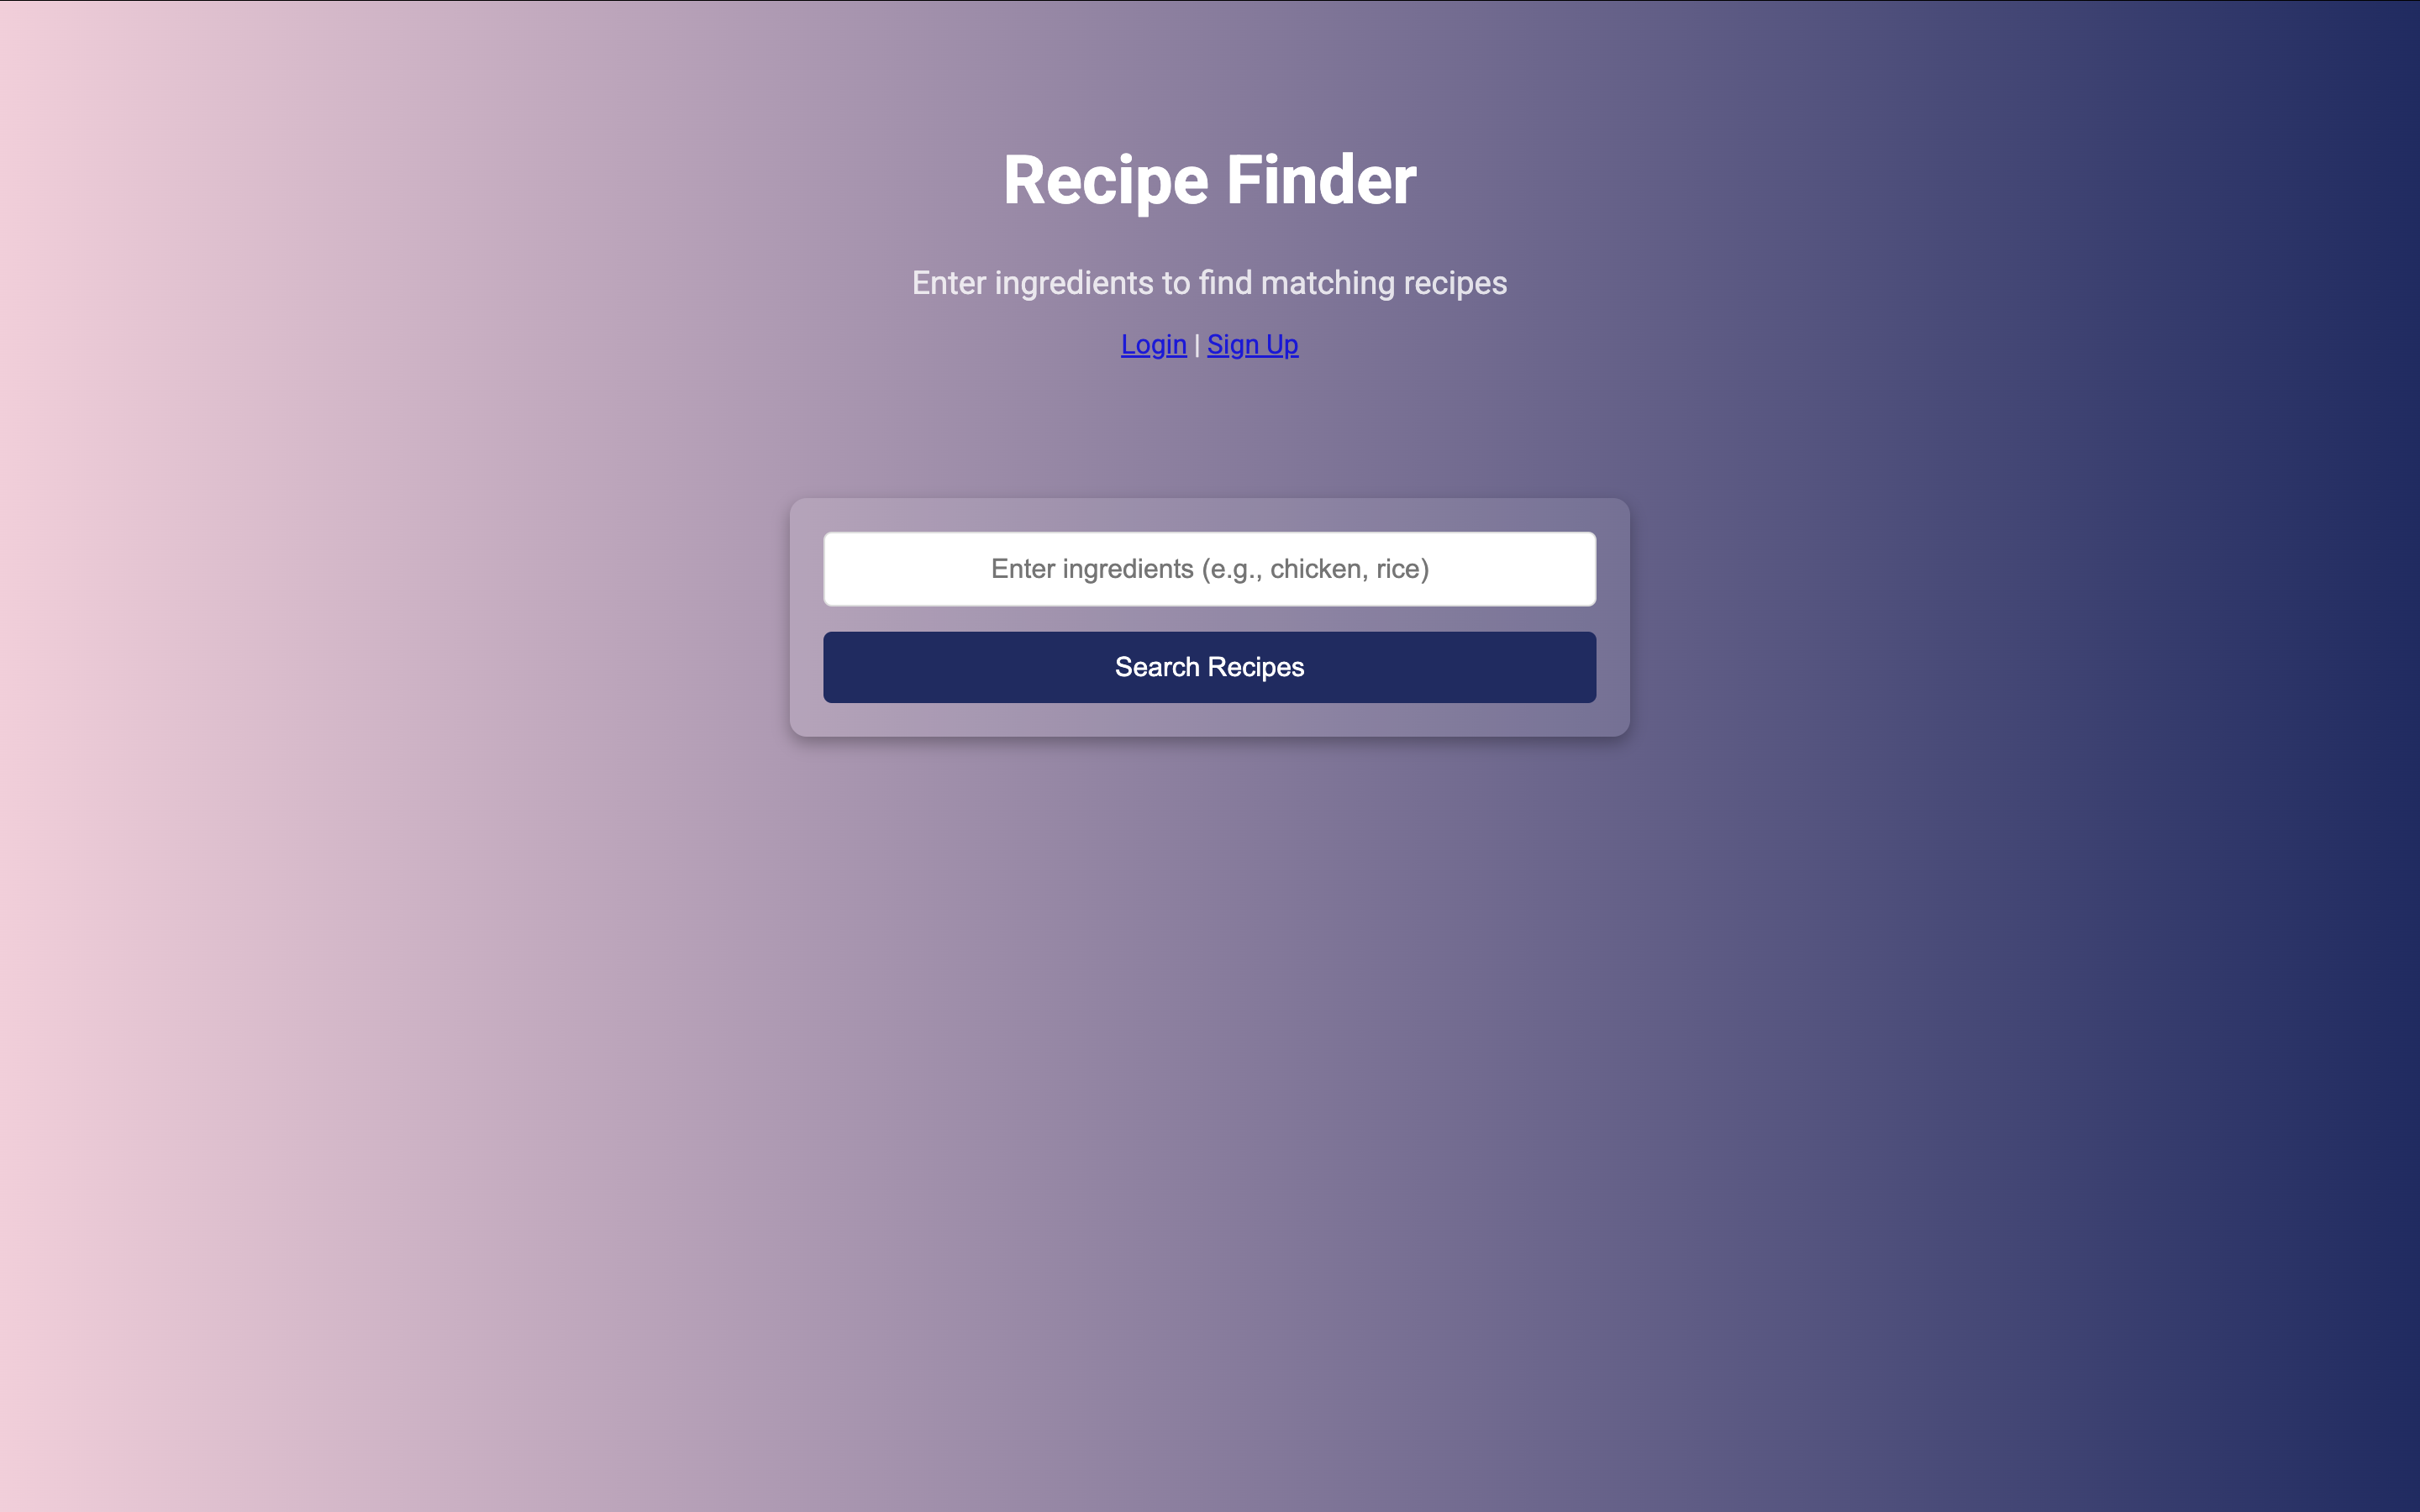 Recipe Finder
Enter ingredients to find matching recipes
Login | Sign Up
Enter ingredients (e.g., chicken, rice)
Search Recipes